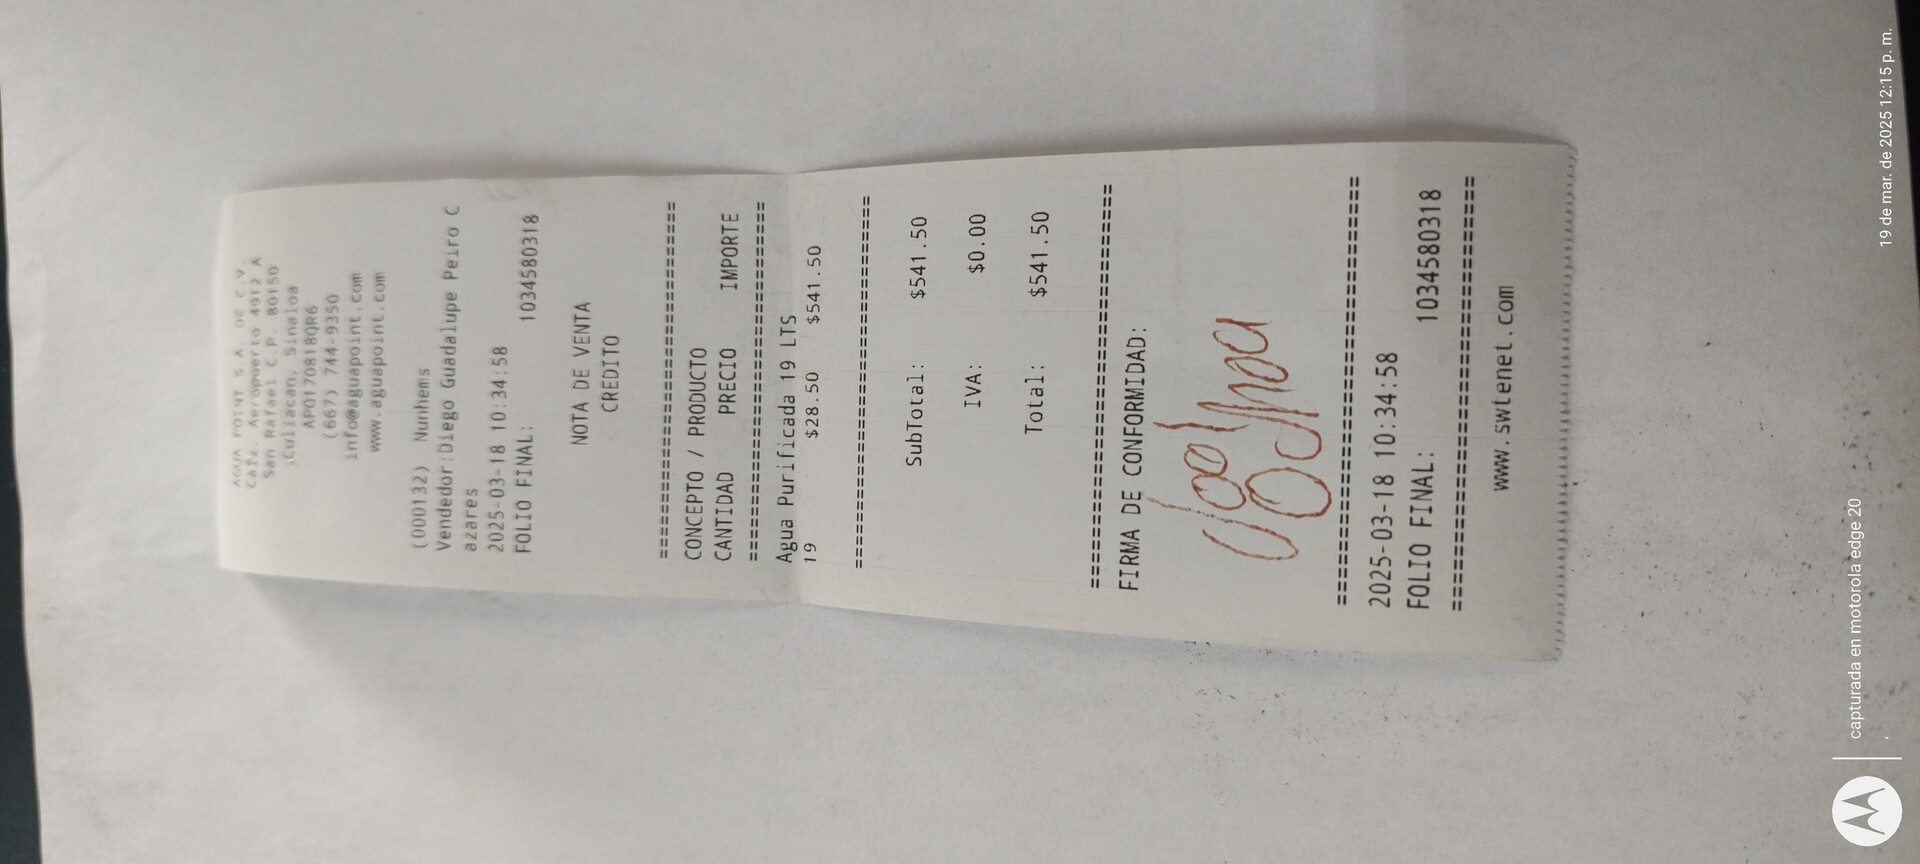 AGUA POINT S.A. DE C.V.
Calz. Aeropuerto 4912 A
San Rafael C.P. 80150
Culiacan, Sinaloa
APO170818QR6
(667) 744-9350
info@aguapoint.com
www.aguapoint.com
(000132) Nunhems
Vendedor:Diego Guadalupe Peiro C
azares
2025-03-18 10:34:58
FOLIO FINAL: 1034580318
NOTA DE VENTA
CREDITO
================================
CONCEPTO / PRODUCTO
CANTIDAD PRECIO IMPORTE
================================
Agua Purificada 19 LTS
19 $28.50 $541.50
================================
SubTotal: $541.50
IVA: $0.00
Total: $541.50
================================
FIRMA DE CONFORMIDAD:
================================
2025-03-18 10:34:58
FOLIO FINAL: 1034580318
================================
www.swtenet.com
capturada en motorola edge 20
19 de mar. de 2025 12:15 p. m.